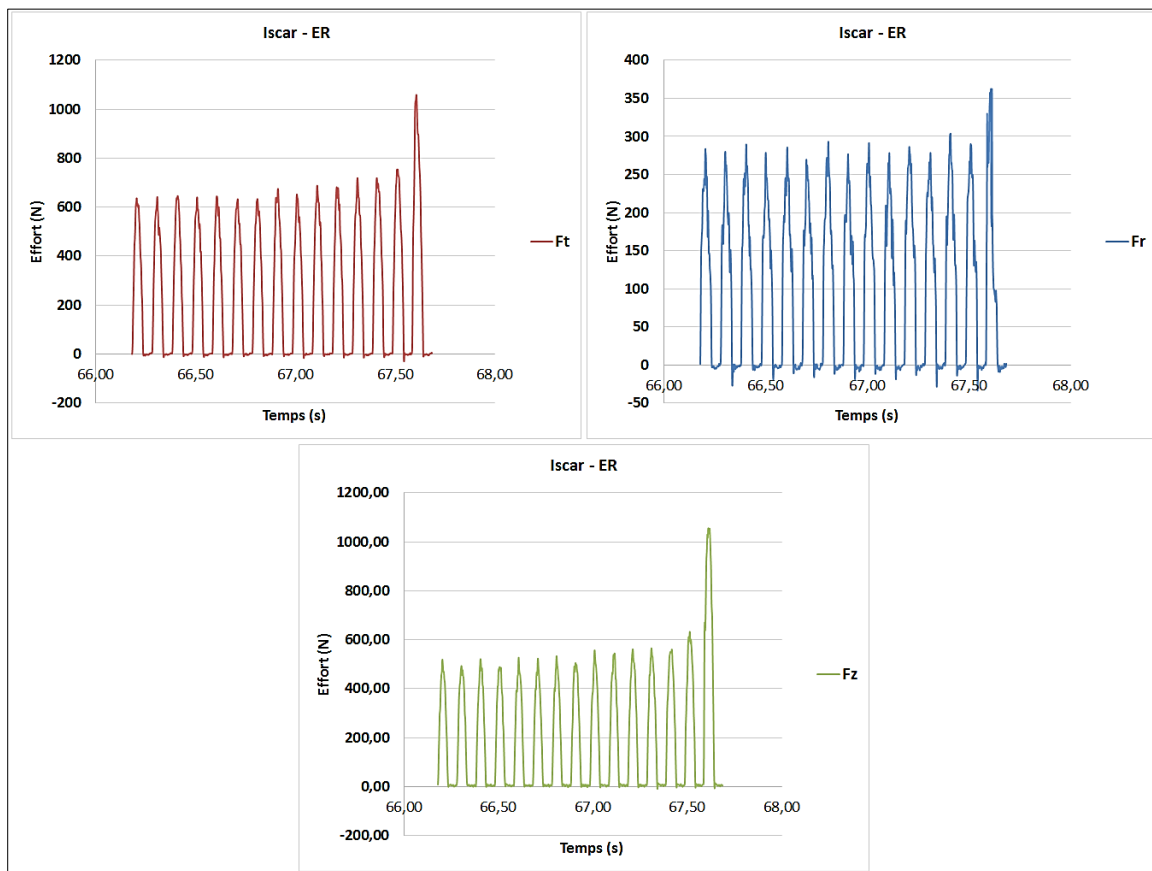 Iscar - ER
1200
1000
800
600
400
200
0
-200
Effort (N)
66,00 66,50 67,00 67,50 68,00
Temps (s)
Ft
Iscar - ER
400
350
300
250
200
150
100
50
0
-50
Effort (N)
66,00 66,50 67,00 67,50 68,00
Temps (s)
Fr
Iscar - ER
1200,00
1000,00
800,00
600,00
400,00
200,00
0,00
-200,00
Effort (N)
66,00 66,50 67,00 67,50 68,00
Temps (s)
Fz